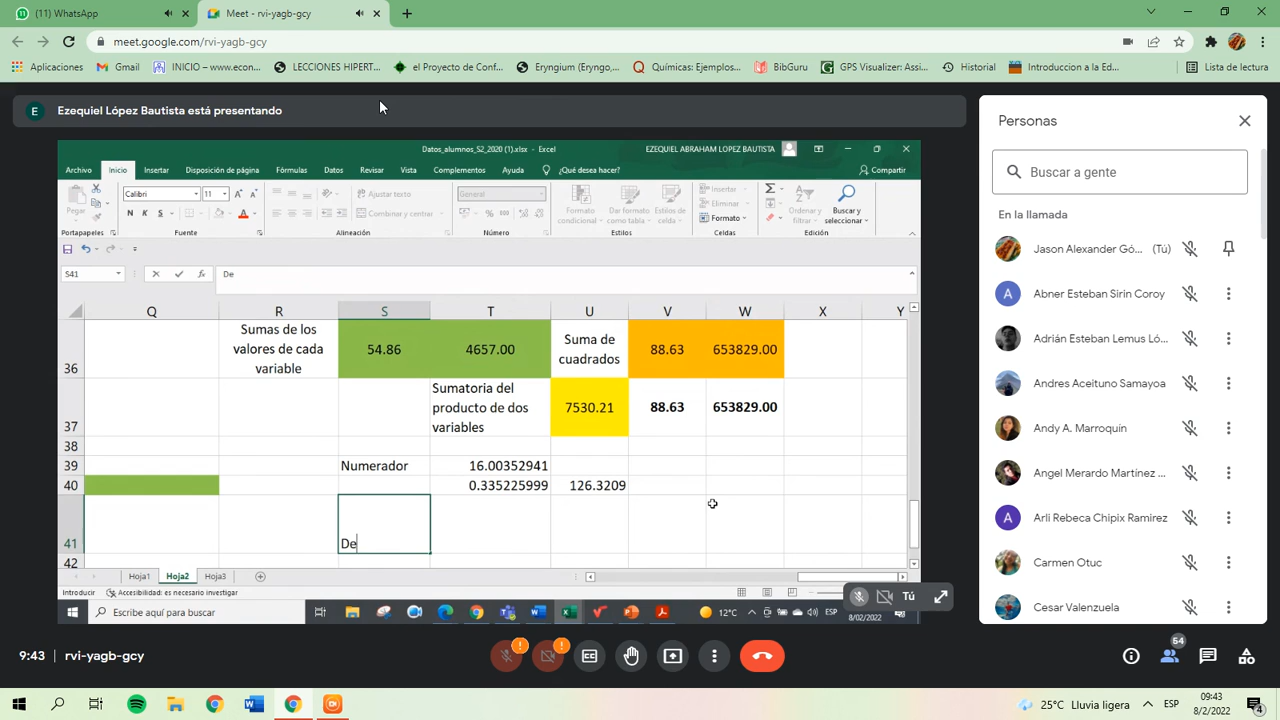 (11) WhatsApp
Meet - rvi-yagb-gcy
meet.google.com/rvi-yagb-gcy
Aplicaciones
Gmail
INICIO – www.econ...
LECCIONES HIPERT...
el Proyecto de Conf...
Eryngium (Eryngo,...
Químicas: Ejemplos...
BibGuru
GPS Visualizer: Assi...
Historial
Introduccion a la Ed...
Lista de lectura
E
Ezequiel López Bautista está presentando
Datos_alumnos_S2_2020 (1).xlsx - Excel
EZEQUIEL ABRAHAM LOPEZ BAUTISTA
Archivo
Inicio
Insertar
Disposición de página
Fórmulas
Datos
Revisar
Vista
Complementos
Ayuda
¿Qué desea hacer?
Compartir
Pegar
Calibri
11
N K S
Ajustar texto
Combinar y centrar
General
Formato condicional
Dar formato como tabla
Estilos de celda
Insertar
Eliminar
Formato
Ordenar y filtrar
Buscar y seleccionar
Portapapeles
Fuente
Alineación
Número
Estilos
Celdas
S41
De
Q R S T U V W X Y
36
Sumas de los valores de cada variable
54.86
4657.00
Suma de cuadrados
88.63
653829.00
37
Sumatoria del producto de dos variables
7530.21
88.63
653829.00
38
39
Numerador
16.00352941
40
0.335225999
126.3209
41
De
42
Hoja1
Hoja2
Hoja3
Introducir
Accesibilidad: es necesario investigar
Escribe aquí para buscar
12°C
ESP
8/02/2022
Tú
Personas
Buscar a gente
En la llamada
Jason Alexander Gó... (Tú)
A
Abner Esteban Sirin Coroy
Adrián Esteban Lemus Ló...
Andres Aceituno Samayoa
Andy A. Marroquín
Angel Merardo Martínez ...
A
Arli Rebeca Chipix Ramirez
Carmen Otuc
Cesar Valenzuela
9:43
rvi-yagb-gcy
64
25°C Lluvia ligera
ESP
09:43
8/2/2022
4